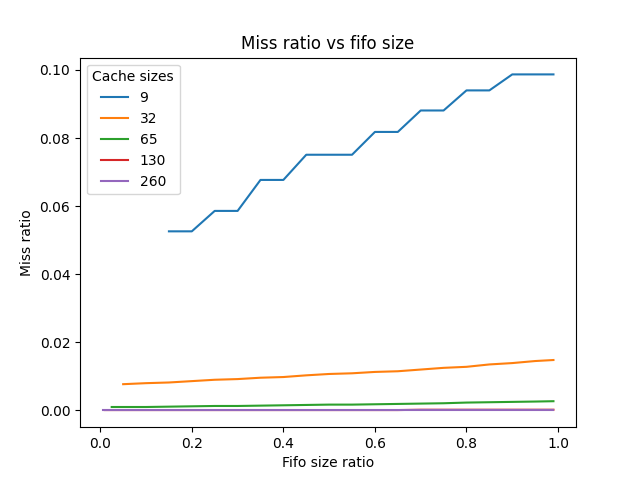 Miss ratio vs fifo size
Cache sizes
9
32
65
130
260
0.10
0.08
0.06
0.04
0.02
0.00
Miss ratio
0.0 0.2 0.4 0.6 0.8 1.0
Fifo size ratio